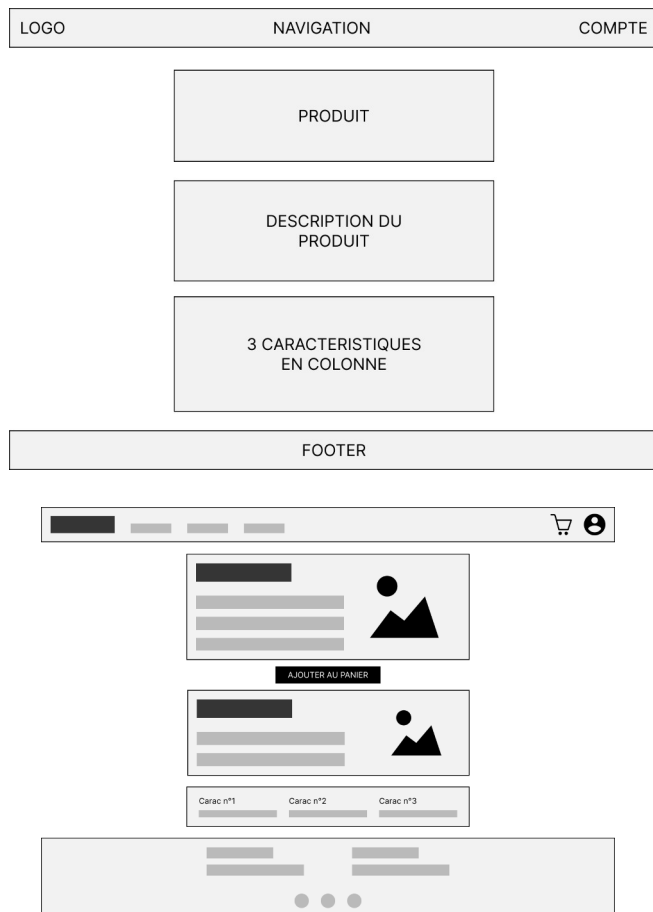 LOGO NAVIGATION COMPTE
PRODUIT
DESCRIPTION DU
PRODUIT
3 CARACTERISTIQUES
EN COLONNE
FOOTER
AJOUTER AU PANIER
Carac n°1 Carac n°2 Carac n°3